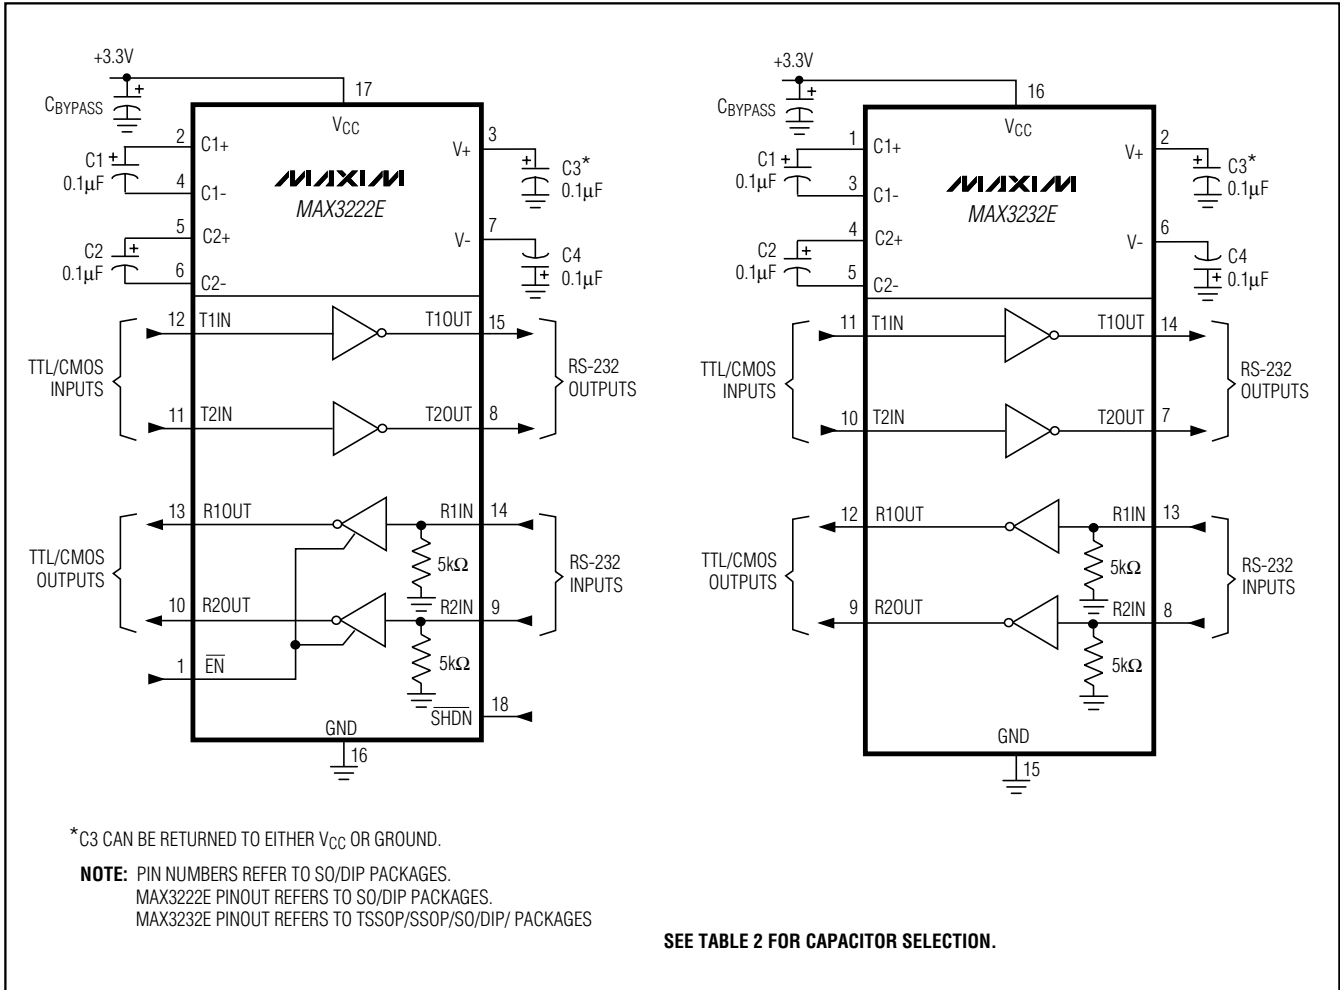 +3.3V
CBYPASS
17
VCC
2
C1+
C1
0.1µF
4
C1-
5
C2+
C2
0.1µF
6
C2-
MAXIM
MAX3222E
3
V+
C3*
0.1µF
7
V-
C4
0.1µF
12
T1IN
T1OUT
15
TTL/CMOS
INPUTS
RS-232
OUTPUTS
11
T2IN
T2OUT
8
13
R1OUT
R1IN
14
5kΩ
TTL/CMOS
OUTPUTS
RS-232
INPUTS
10
R2OUT
R2IN
9
5kΩ
1
EN
SHDN
18
GND
16
+3.3V
CBYPASS
16
VCC
1
C1+
C1
0.1µF
3
C1-
4
C2+
C2
0.1µF
5
C2-
MAXIM
MAX3232E
2
V+
C3*
0.1µF
6
V-
C4
0.1µF
11
T1IN
T1OUT
14
TTL/CMOS
INPUTS
RS-232
OUTPUTS
10
T2IN
T2OUT
7
12
R1OUT
R1IN
13
5kΩ
TTL/CMOS
OUTPUTS
RS-232
INPUTS
9
R2OUT
R2IN
8
5kΩ
GND
15
*C3 CAN BE RETURNED TO EITHER VCC OR GROUND.
NOTE: PIN NUMBERS REFER TO SO/DIP PACKAGES.
MAX3222E PINOUT REFERS TO SO/DIP PACKAGES.
MAX3232E PINOUT REFERS TO TSSOP/SSOP/SO/DIP/ PACKAGES
SEE TABLE 2 FOR CAPACITOR SELECTION.